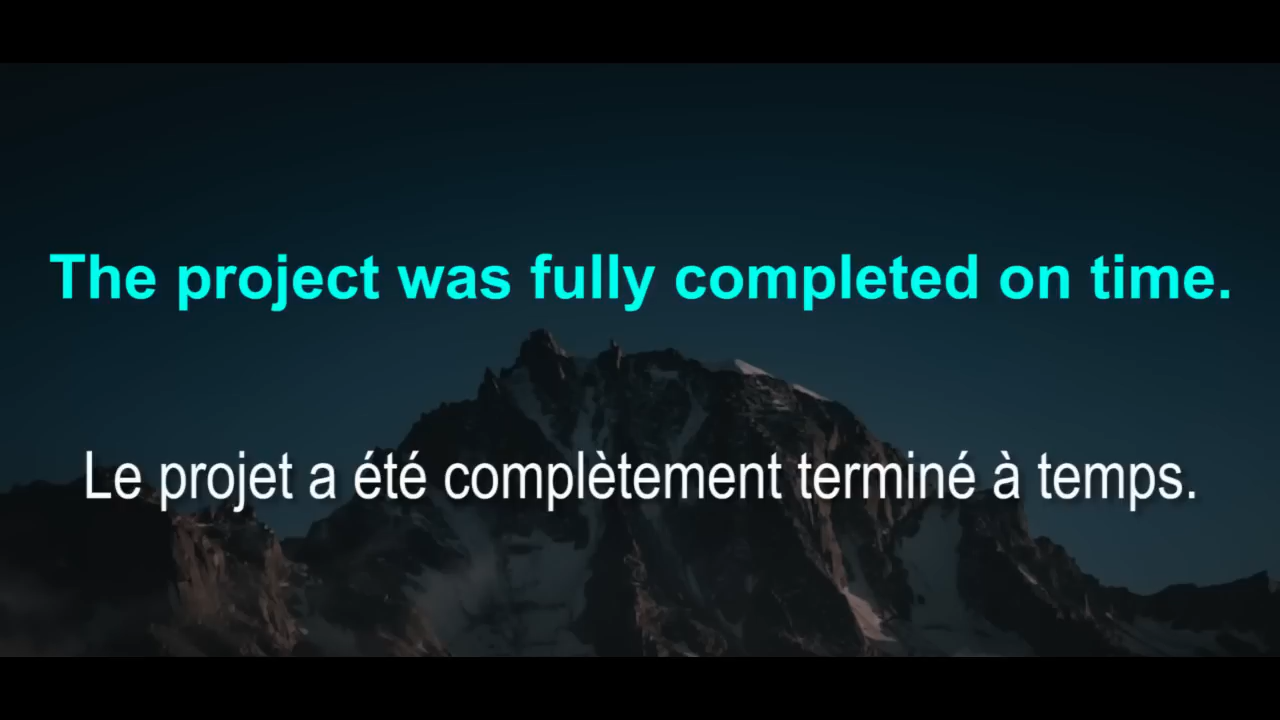 The project was fully completed on time.
Le projet a été complètement terminé à temps.